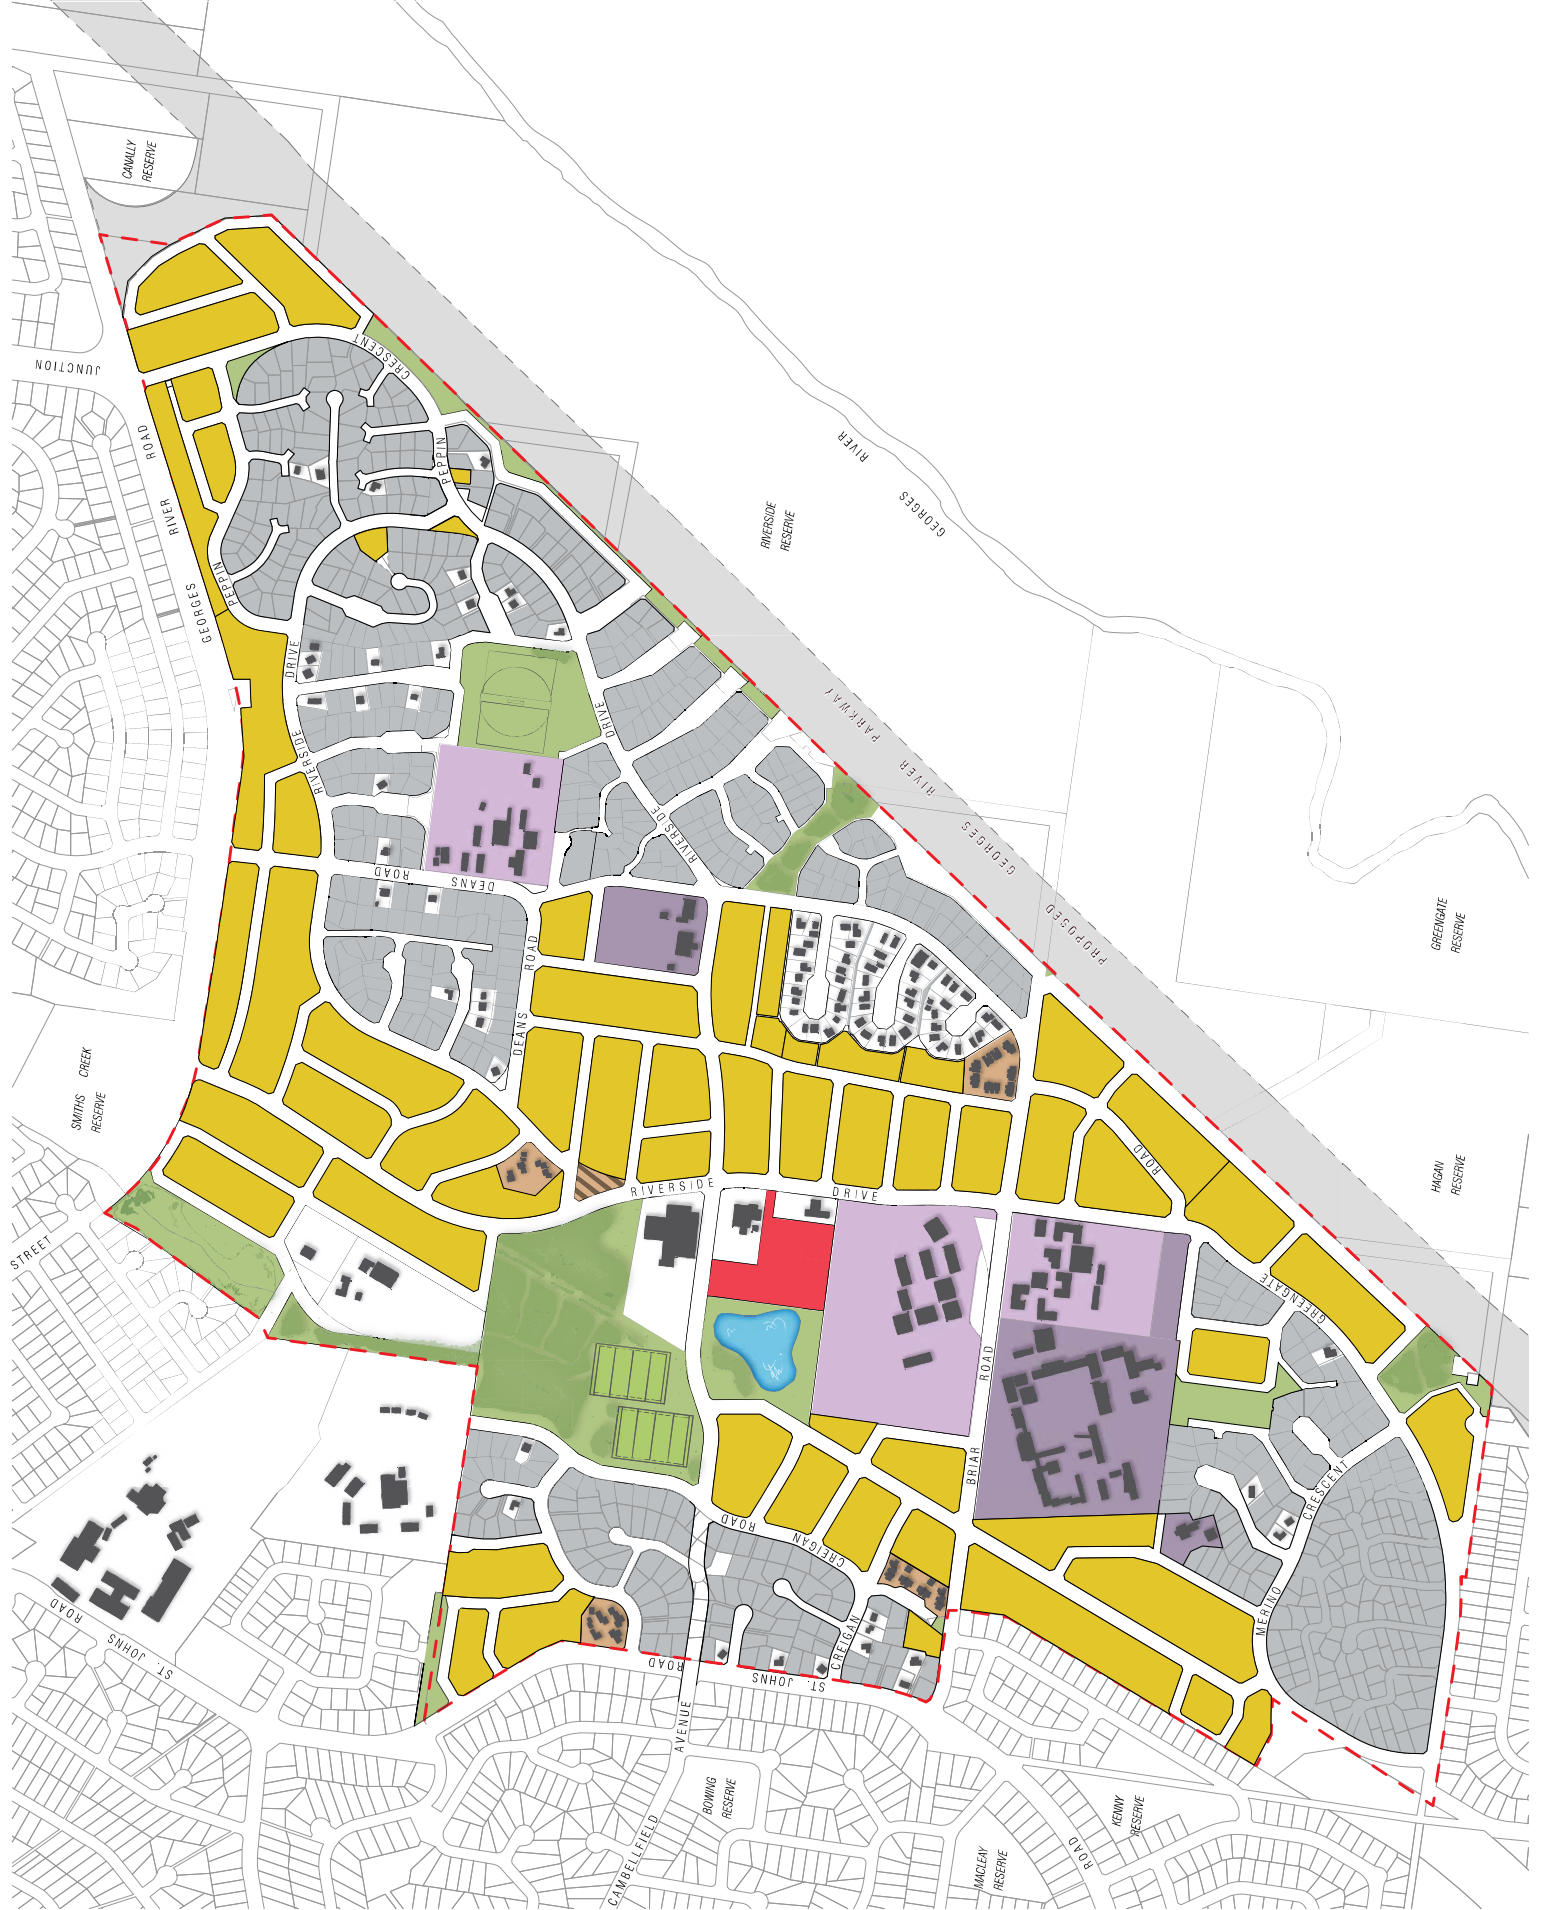 CANALLY
RESERVE
JUNCTION
ROAD
RIVER
GEORGES
CRESCENT
PEPPIN
PEPPIN
DRIVE
RIVERSIDE
DRIVE
RIVERSIDE
ROAD
DEANS
ROAD
DEANS
RIVER
GEORGES
RIVERSIDE
RESERVE
PARKWAY
RIVER
GEORGES
PROPOSED
GREENGATE
RESERVE
SMITHS CREEK
RESERVE
STREET
RIVERSIDE
DRIVE
ROAD
GREENGATE
HAGAN
RESERVE
ROAD
BRIAR
CRESCENT
MERINO
ROAD
CREIGAN
CREIGAN
ROAD
ST. JOHNS
ROAD
ST. JOHNS
AVENUE
CAMBELLFIELD
BOWING
RESERVE
KENNY
RESERVE
ROAD
MACLEAY
RESERVE